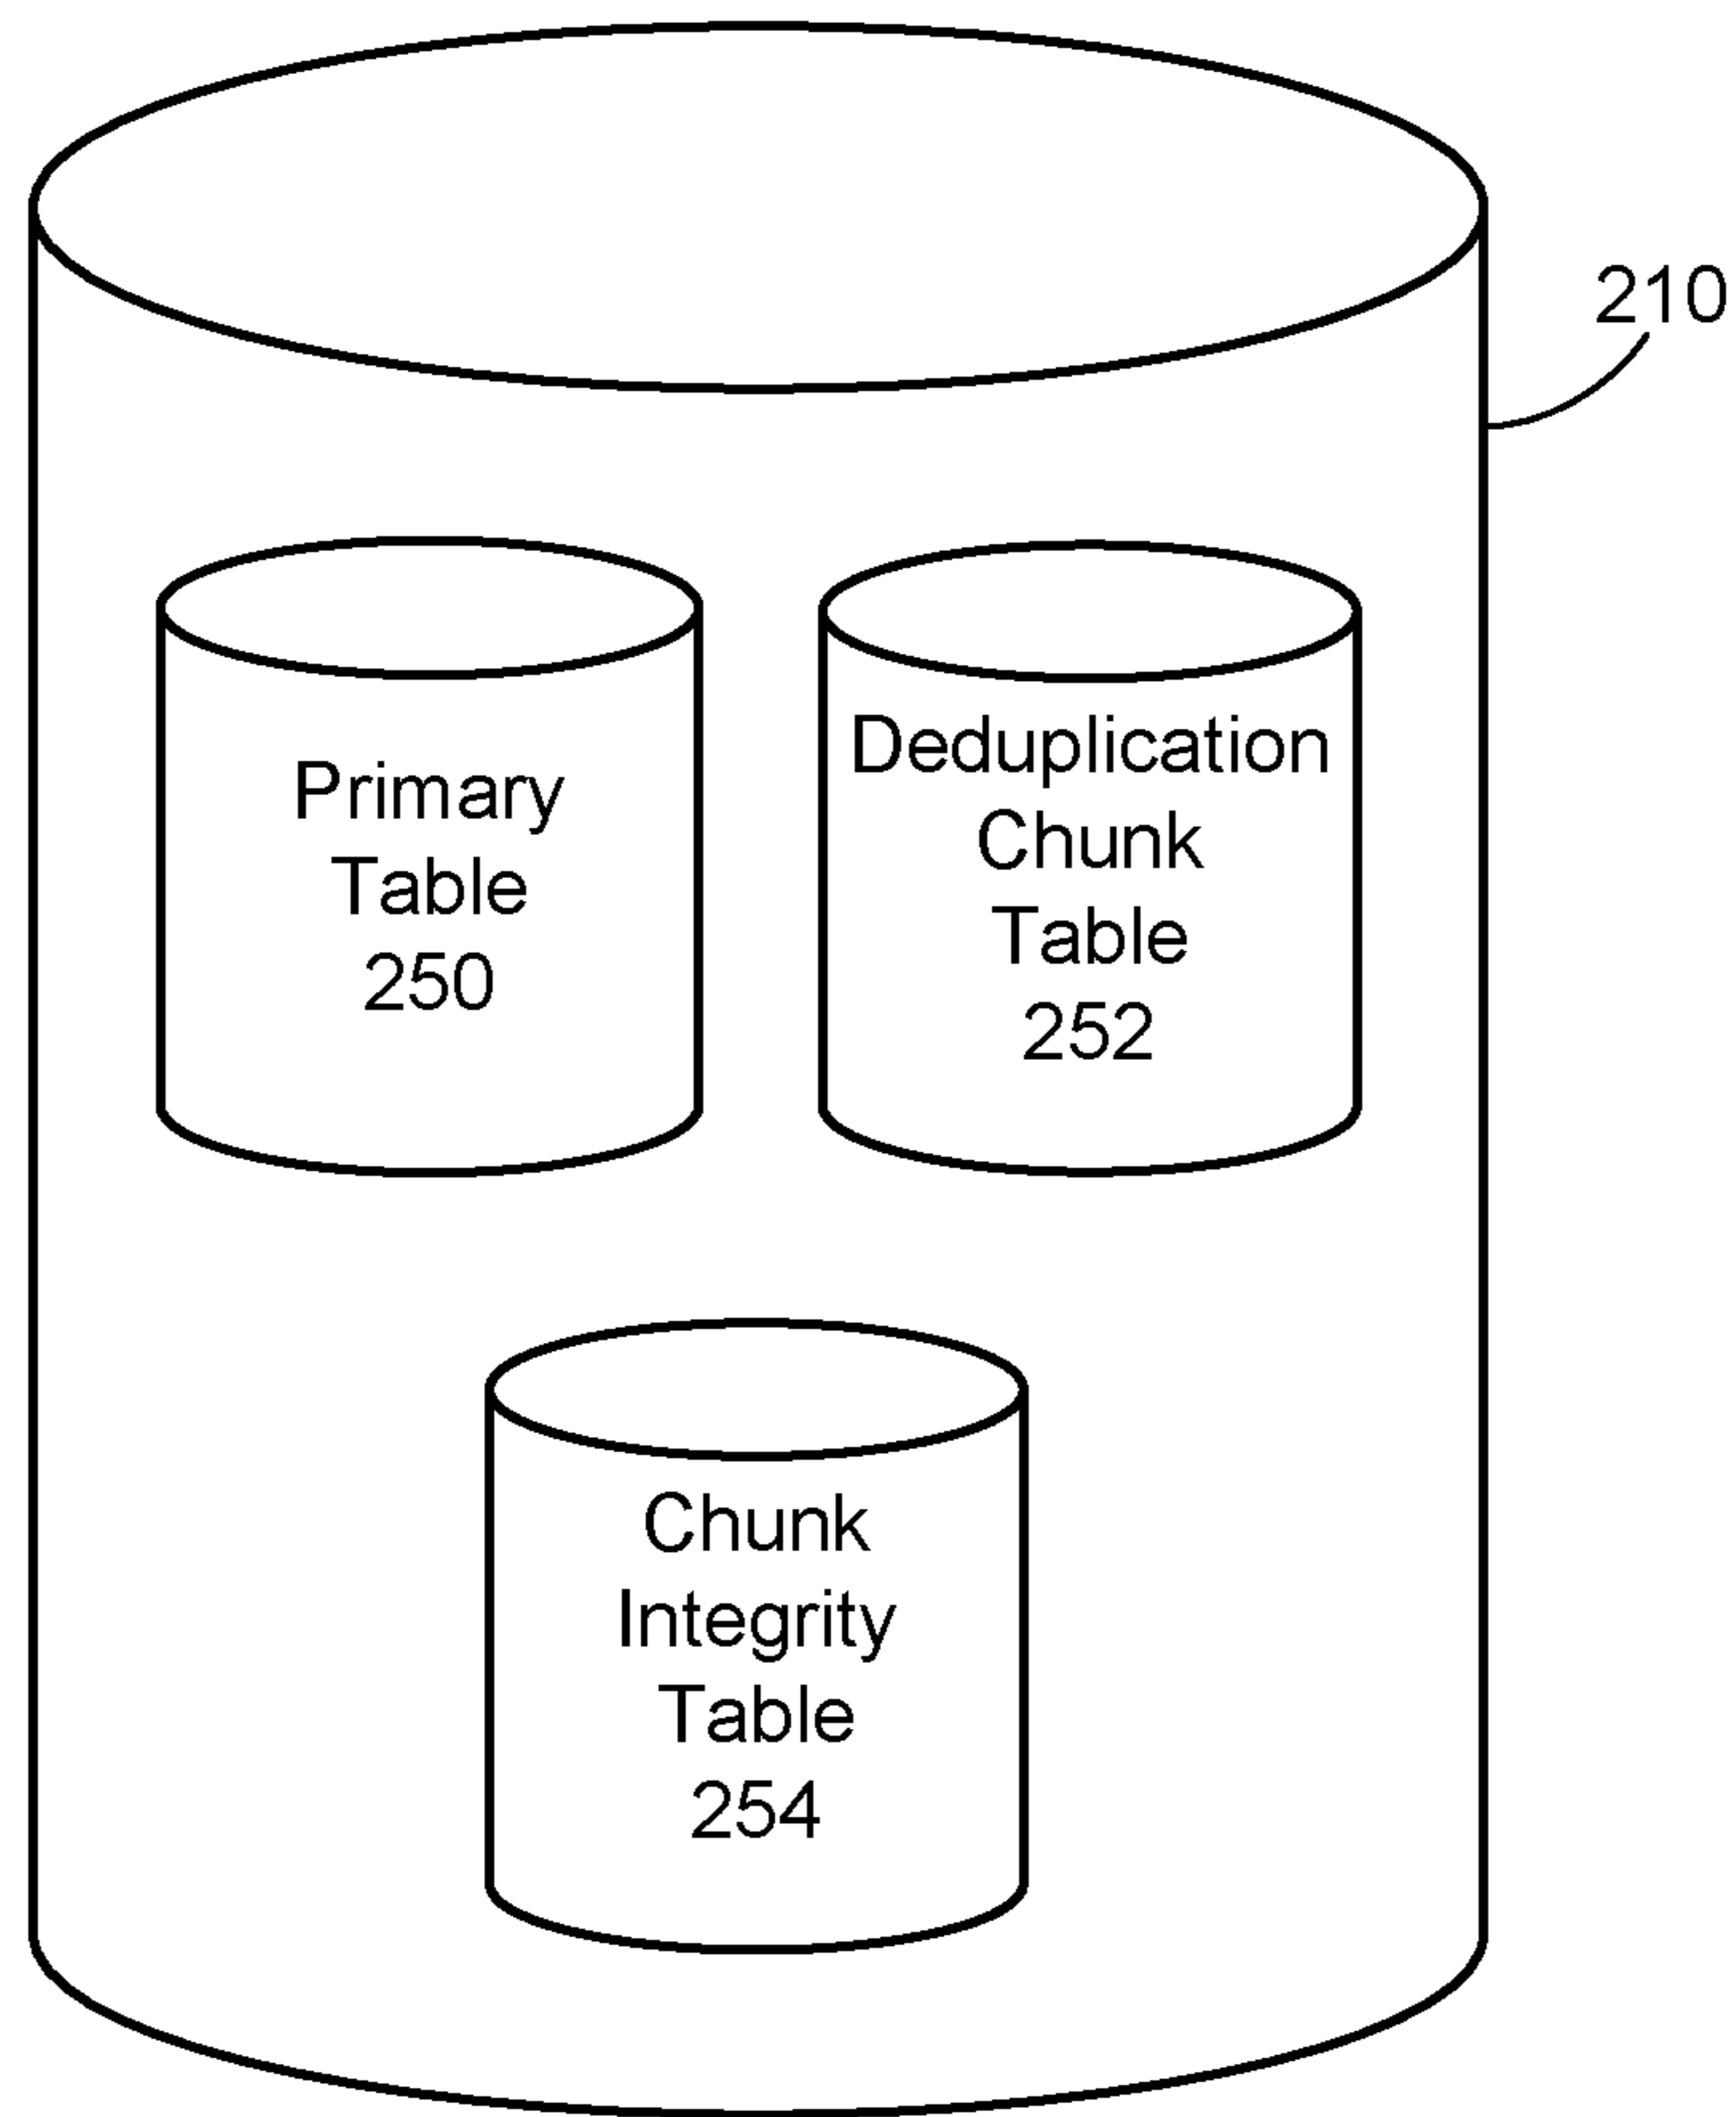 210
Primary
Table
250
Deduplication
Chunk
Table
252
Chunk
Integrity
Table
254